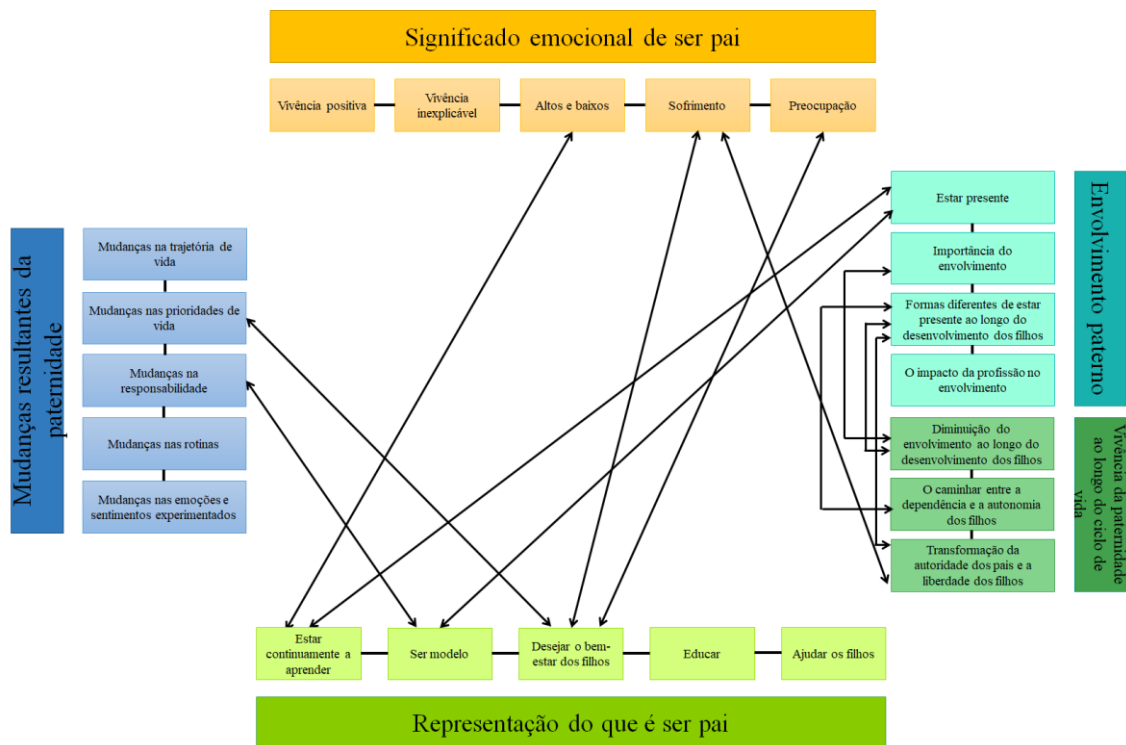 Significado emocional de ser pai
Vivência positiva
Vivência
inexplicável
Altos e baixos
Sofrimento
Preocupação
Mudanças resultantes da
paternidade
Mudanças na trajetória de
vida
Mudanças nas prioridades de
vida
Mudanças na
responsabilidade
Mudanças nas rotinas
Mudanças nas emoções e
sentimentos experimentados
Estar presente
Importância do
envolvimento
Formas diferentes de estar
presente ao longo do
desenvolvimento dos filhos
O impacto da profissão no
envolvimento
Envolvimento paterno
Diminuição do
envolvimento ao longo do
desenvolvimento dos filhos
O caminhar entre a
dependência e a autonomia
dos filhos
Transformação da
autoridade dos pais e a
liberdade dos filhos
Vivência da paternidade
ao longo do ciclo de
vida
Estar
continuamente a
aprender
Ser modelo
Desejar o bem-
estar dos filhos
Educar
Ajudar os filhos
Representação do que é ser pai